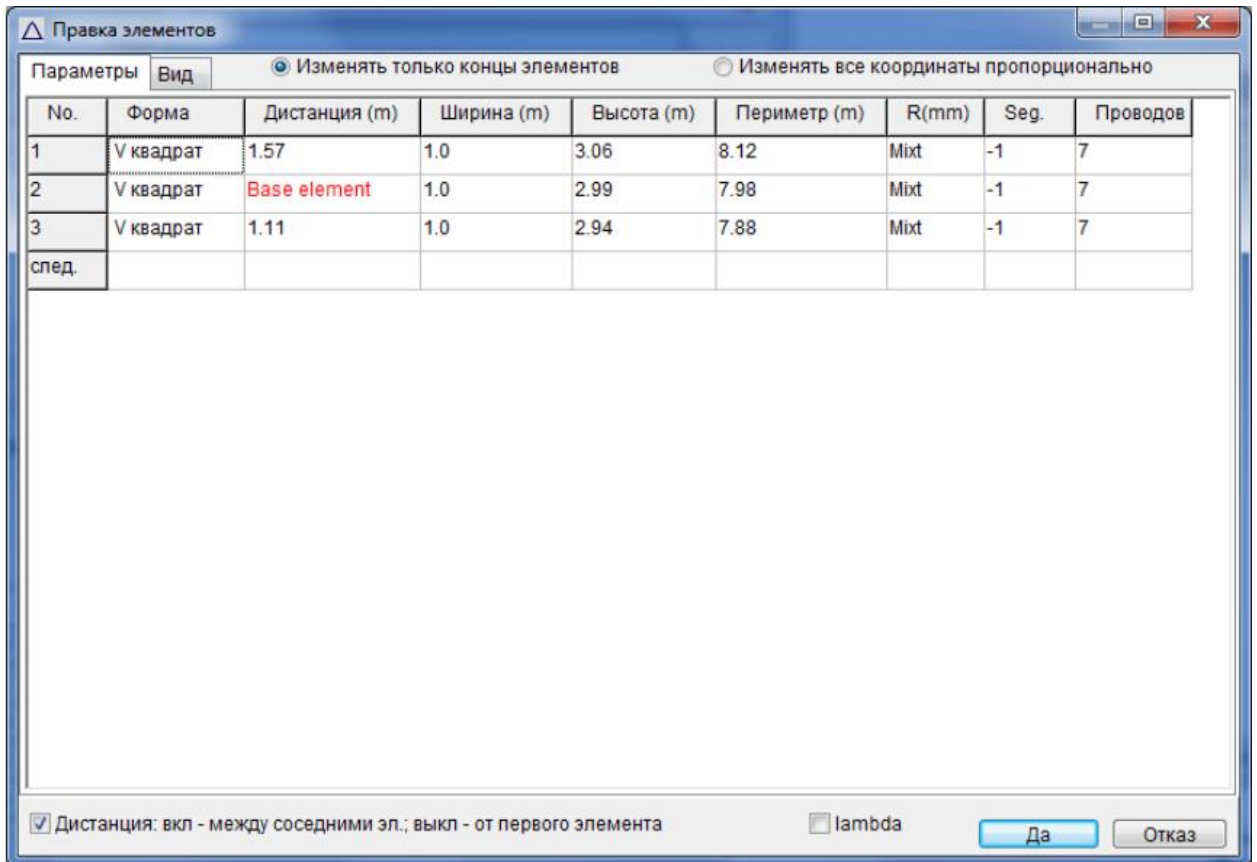 Правка элементов
Параметры Вид Изменять только концы элементов Изменять все координаты пропорционально
No. Форма Дистанция (m) Ширина (m) Высота (m) Периметр (m) R(mm) Seg. Проводов
1 V квадрат 1.57 1.0 3.06 8.12 Mixt -1 7
2 V квадрат Base element 1.0 2.99 7.98 Mixt -1 7
3 V квадрат 1.11 1.0 2.94 7.88 Mixt -1 7
след.
Дистанция: вкл - между соседними эл.; выкл - от первого элемента lambda Да Отказ